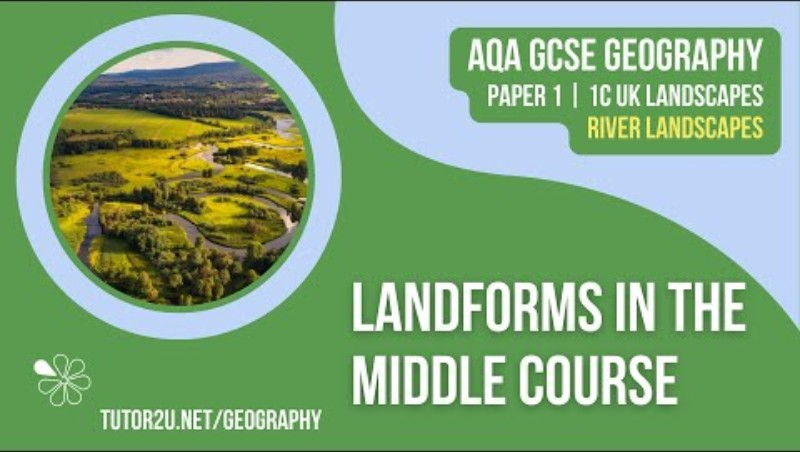 AQA GCSE GEOGRAPHY
PAPER 1 | 1C UK LANDSCAPES
RIVER LANDSCAPES
LANDFORMS IN THE
MIDDLE COURSE
TUTOR2U.NET/GEOGRAPHY